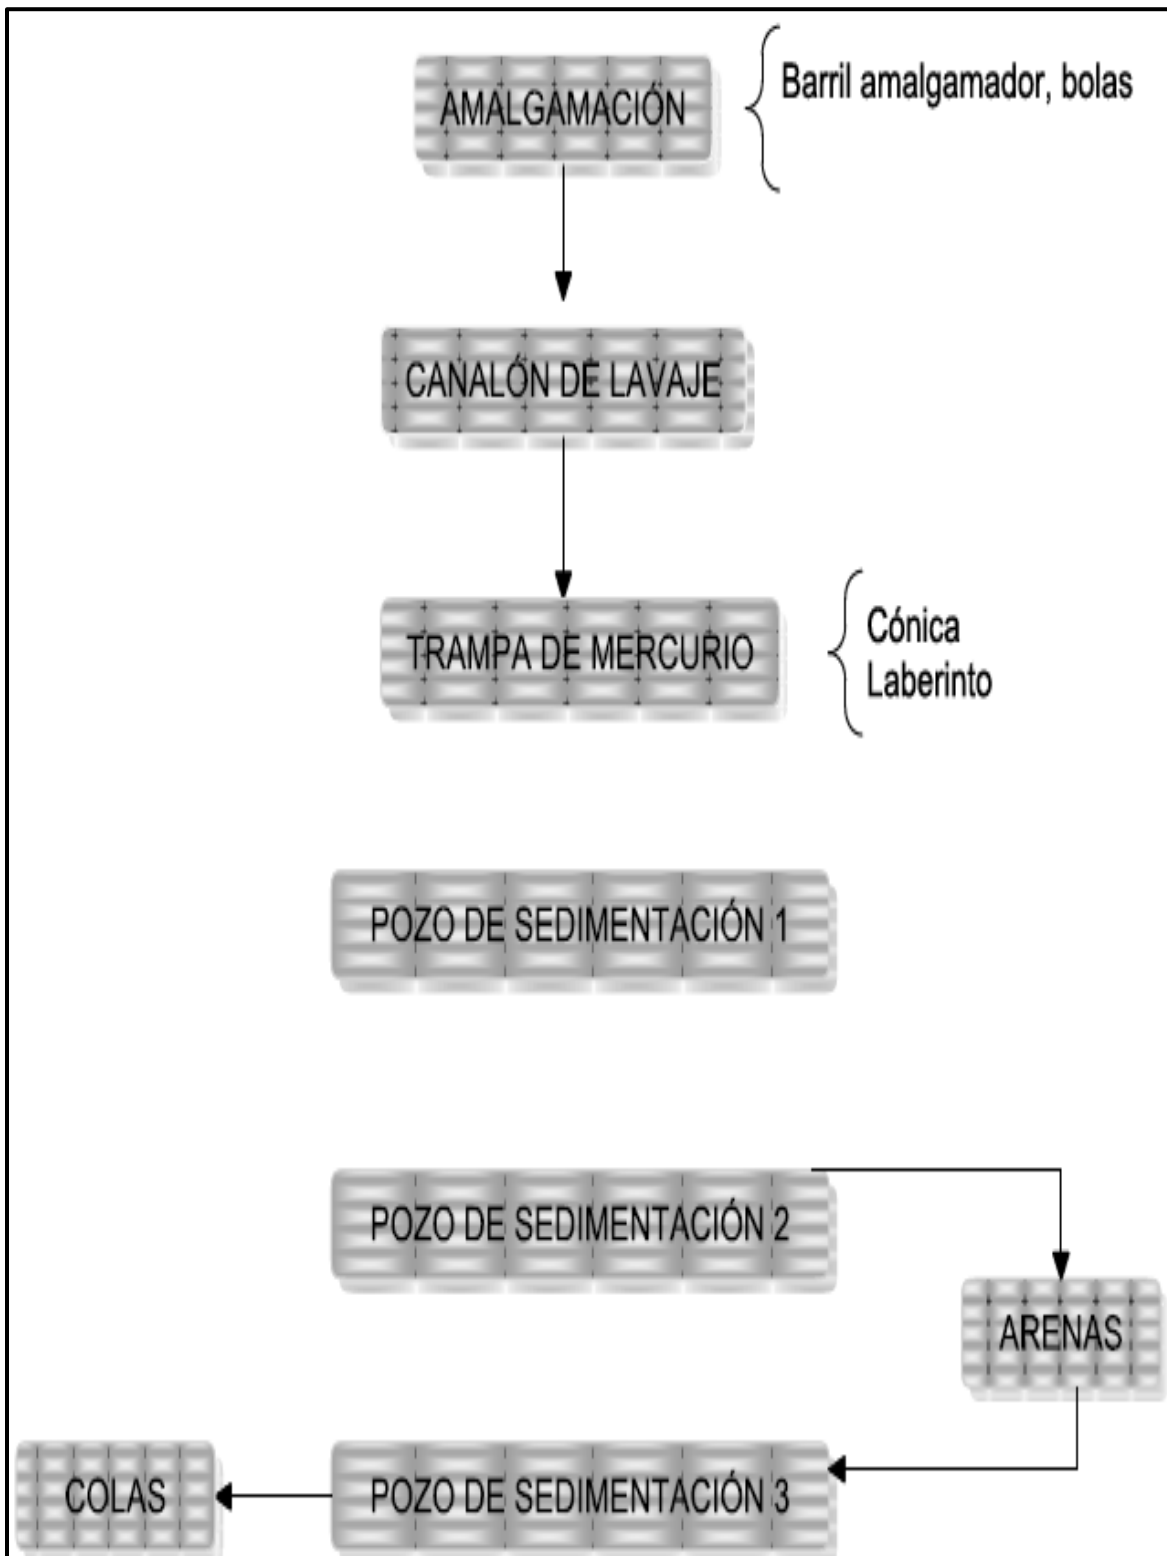 AMALGAMACIÓN
Barril amalgamador, bolas
CANALÓN DE LAVAJE
TRAMPA DE MERCURIO
Cónica
Laberinto
POZO DE SEDIMENTACIÓN 1
POZO DE SEDIMENTACIÓN 2
ARENAS
COLAS
POZO DE SEDIMENTACIÓN 3